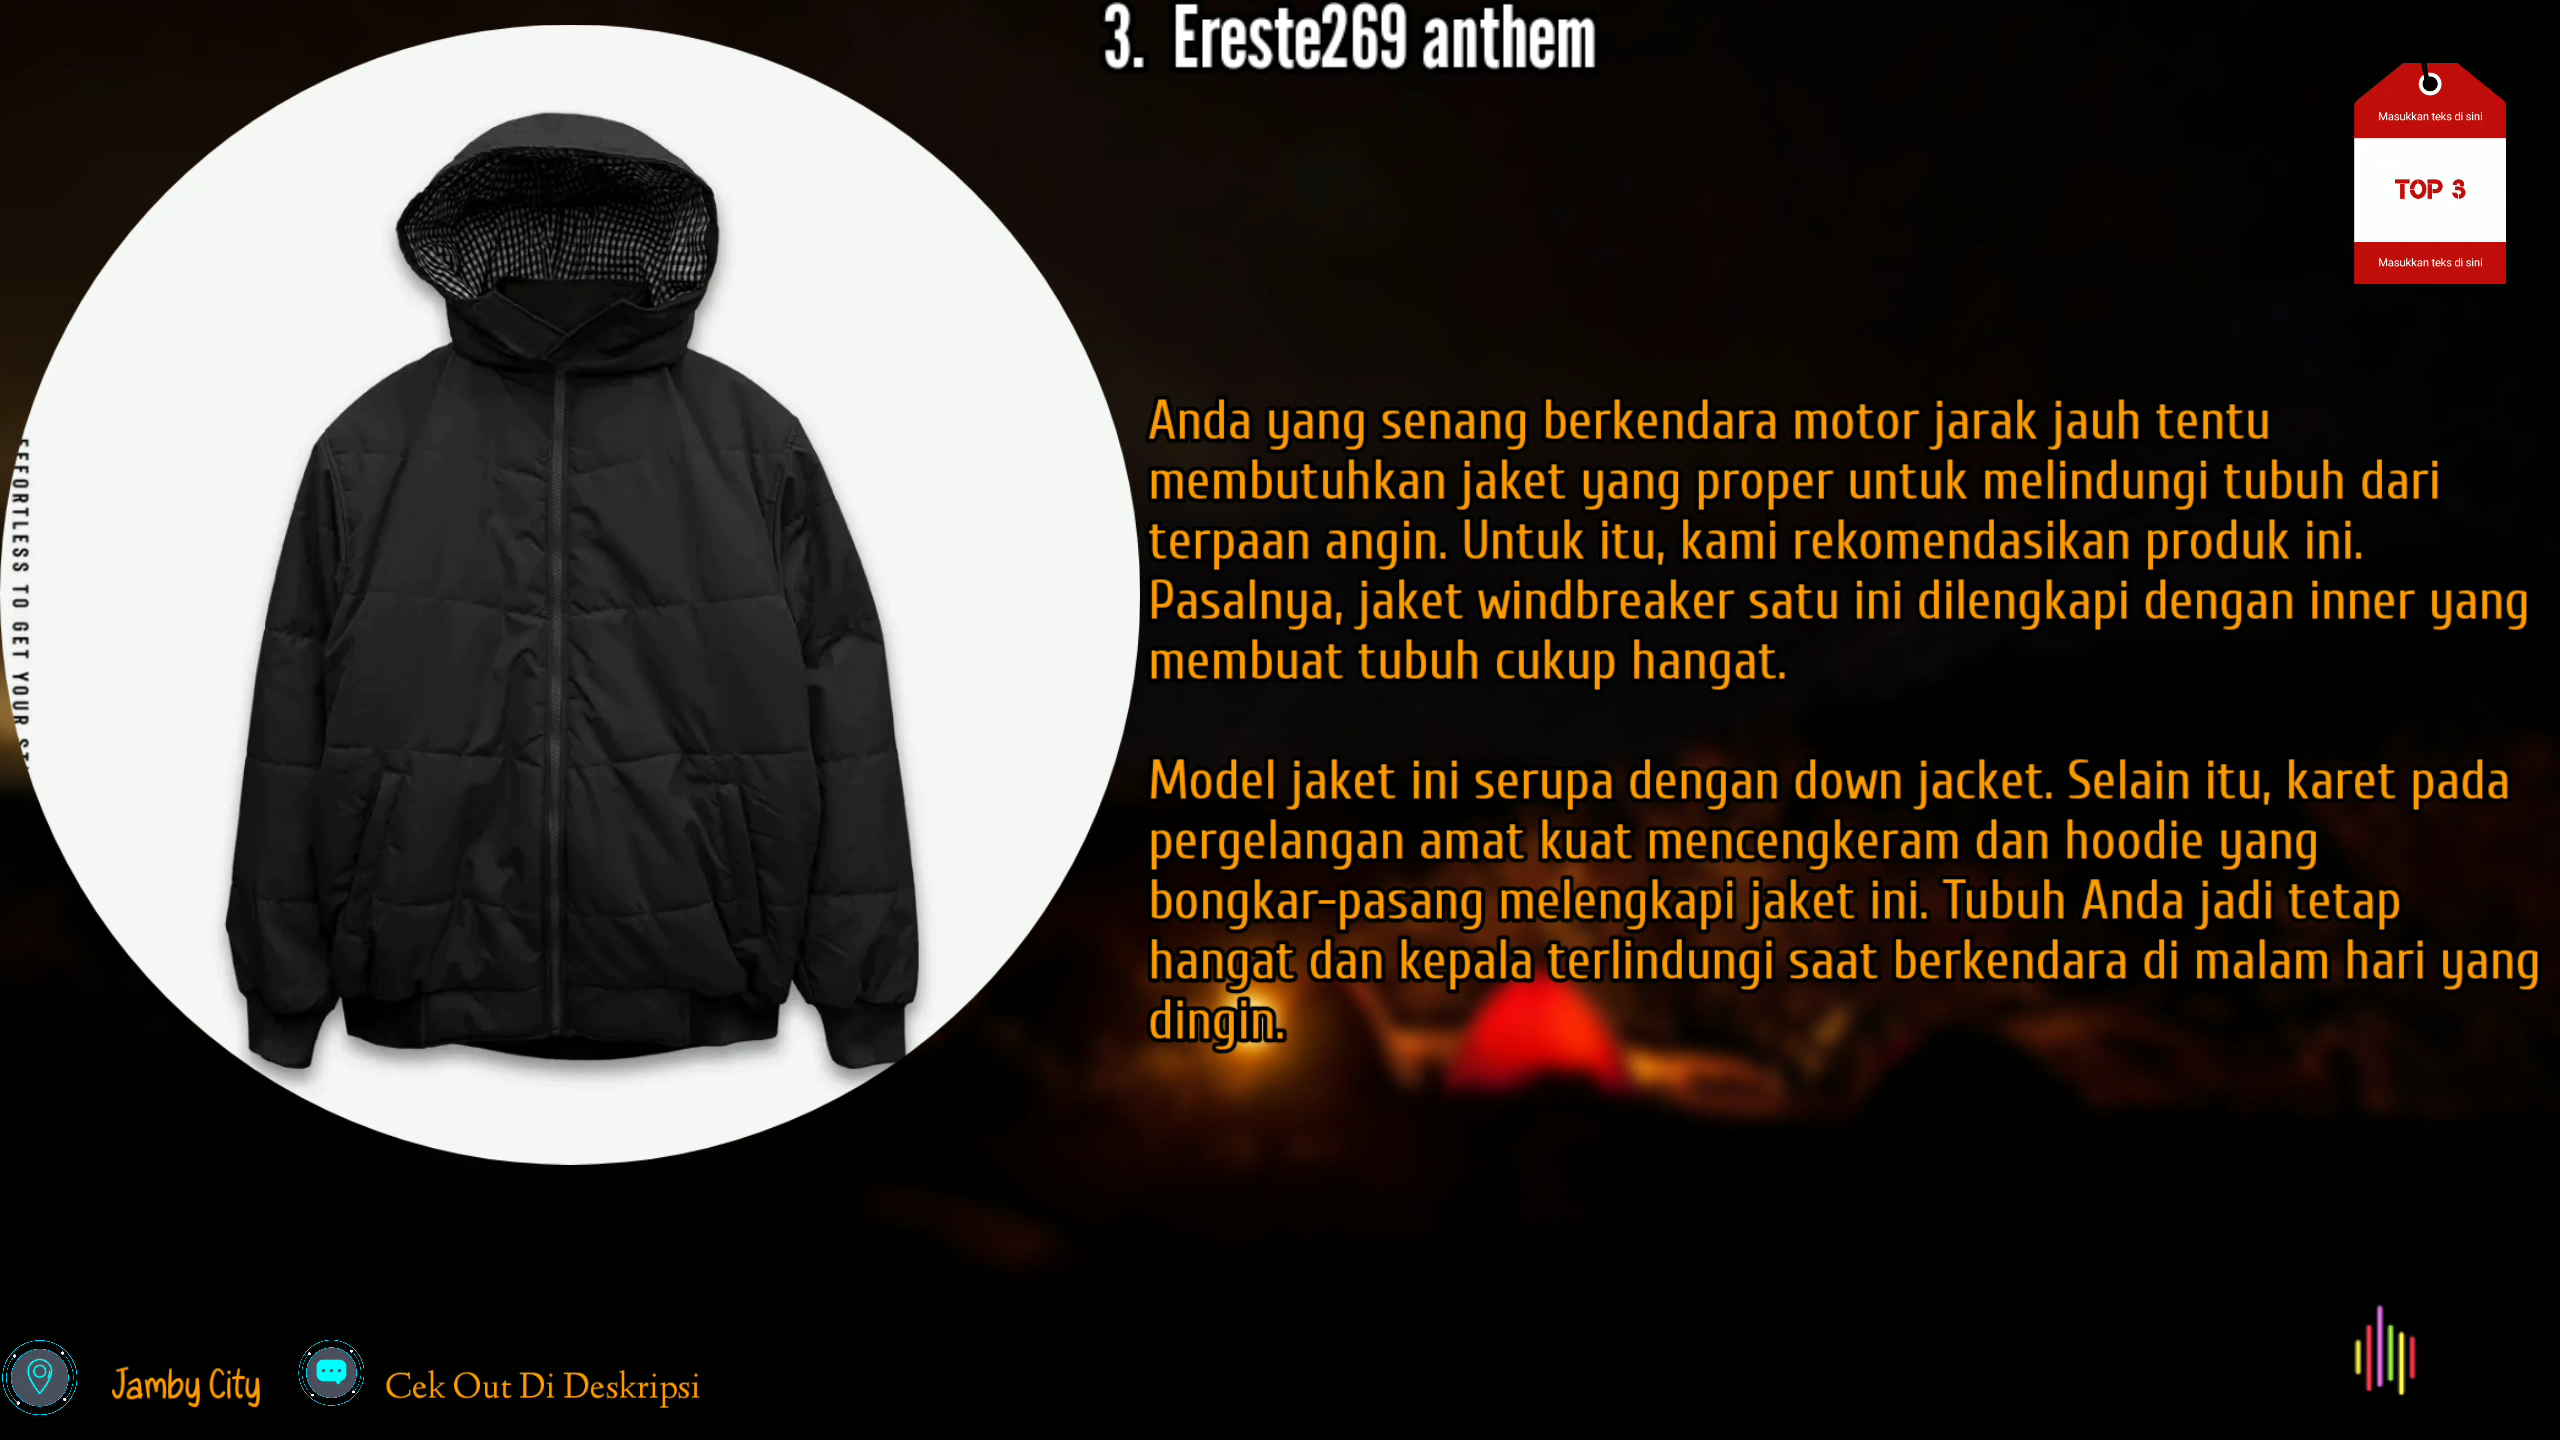 3. Ereste269 anthem
Masukkan teks di sini
TOP 3
Masukkan teks di sini
EFFORTLESS TO GET YOUR
Anda yang senang berkendara motor jarak jauh tentu
membutuhkan jaket yang proper untuk melindungi tubuh dari
terpaan angin. Untuk itu, kami rekomendasikan produk ini.
Pasalnya, jaket windbreaker satu ini dilengkapi dengan inner yang
membuat tubuh cukup hangat.
Model jaket ini serupa dengan down jacket. Selain itu, karet pada
pergelangan amat kuat mencengkeram dan hoodie yang
bongkar-pasang melengkapi jaket ini. Tubuh Anda jadi tetap
hangat dan kepala terlindungi saat berkendara di malam hari yang
dingin.
Jamby City
Cek Out Di Deskripsi